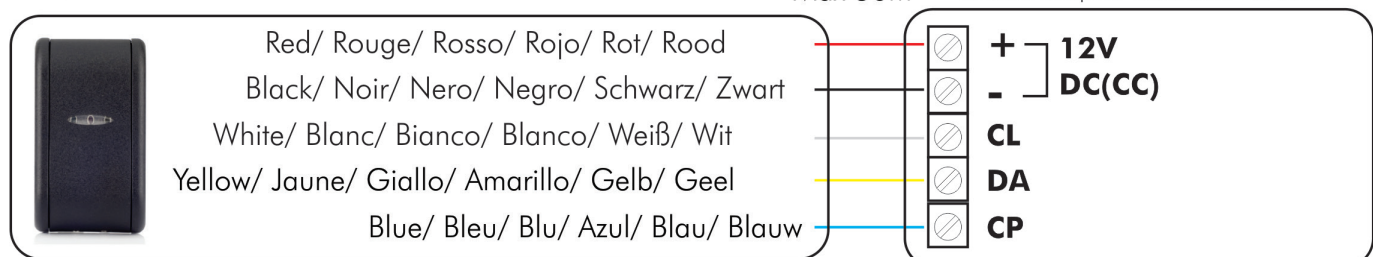 Red/ Rouge/ Rosso/ Rojo/ Rot/ Rood
+
12V
Black/ Noir/ Nero/ Negro/ Schwarz/ Zwart
-
DC(CC)
White/ Blanc/ Bianco/ Blanco/ Weiß/ Wit
CL
Yellow/ Jaune/ Giallo/ Amarillo/ Gelb/ Geel
DA
Blue/ Bleu/ Blu/ Azul/ Blau/ Blauw
CP